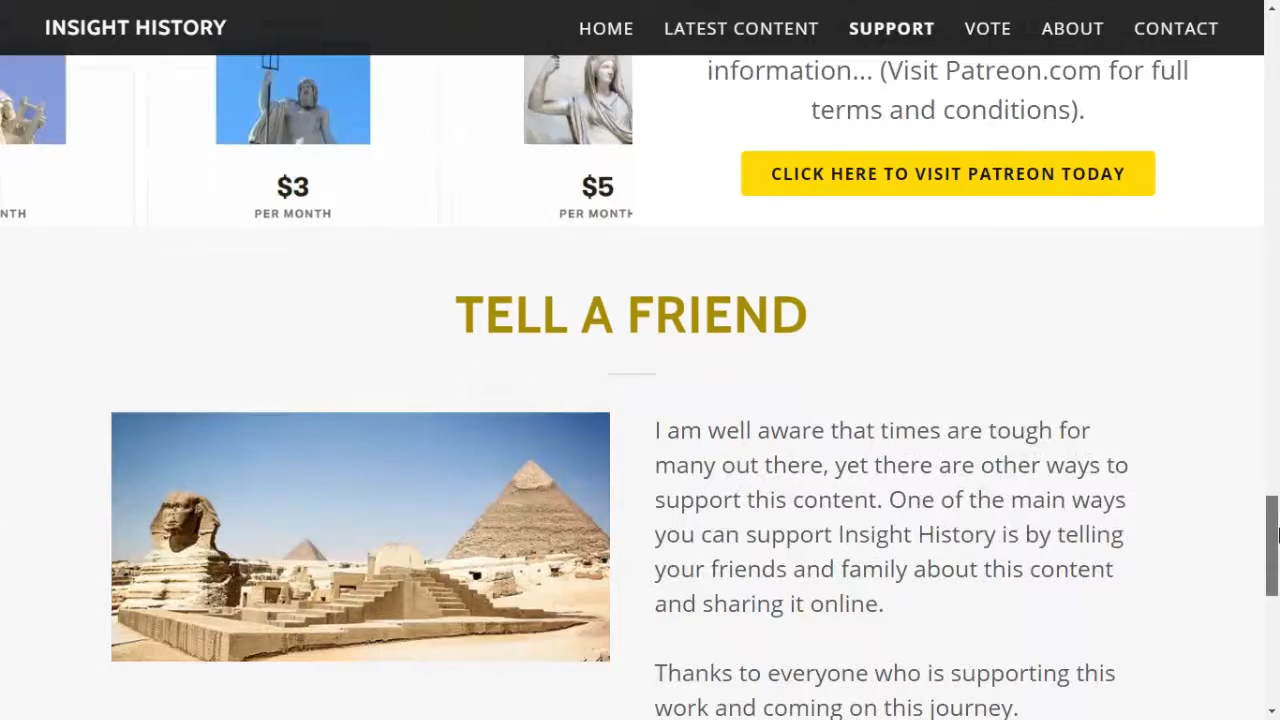 INSIGHT HISTORY
HOME LATEST CONTENT SUPPORT VOTE ABOUT CONTACT
information... (Visit Patreon.com for full
terms and conditions).
$3
$5
NTH
PER MONTH
PER MONTH
CLICK HERE TO VISIT PATREON TODAY
TELL A FRIEND
I am well aware that times are tough for
many out there, yet there are other ways to
support this content. One of the main ways
you can support Insight History is by telling
your friends and family about this content
and sharing it online.
Thanks to everyone who is supporting this
work and coming on this journey.